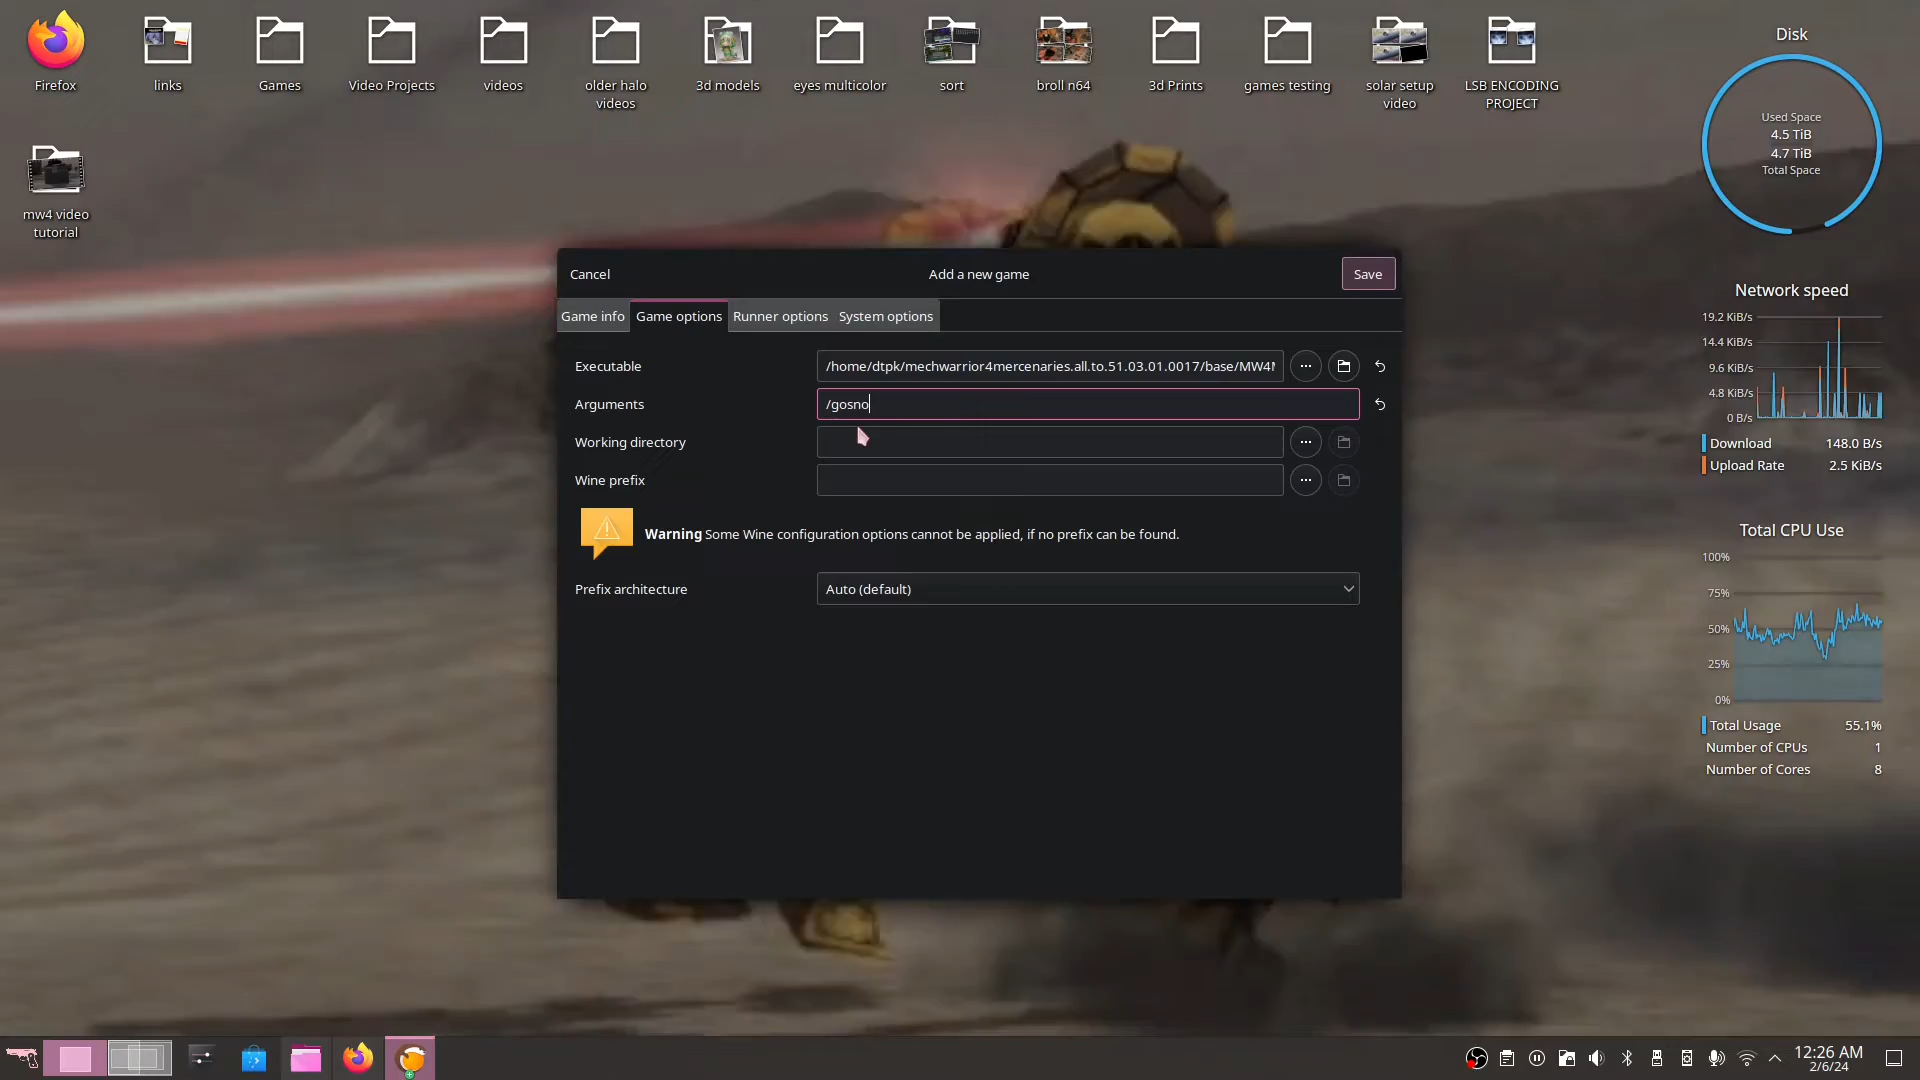 Firefox
links
Games
Video Projects
videos
older halo
videos
3d models
eyes multicolor
sort
broll n64
3d Prints
games testing
solar setup
video
LSB ENCODING
PROJECT
mw4 video
tutorial
Disk
Used Space
4.5 TiB
4.7 TiB
Total Space
Network speed
19.2 KiB/s
14.4 KiB/s
9.6 KiB/s
4.8 KiB/s
0 B/s
Download 148.0 B/s
Upload Rate 2.5 KiB/s
Total CPU Use
100%
75%
50%
25%
0%
Total Usage 55.1%
Number of CPUs 1
Number of Cores 8
Cancel
Add a new game
Save
Game info
Game options
Runner options
System options
Executable
/home/dtpk/mechwarrior4mercenaries.all.to.51.03.01.0017/base/MW4
Arguments
/gosno
Working directory
Wine prefix
Warning Some Wine configuration options cannot be applied, if no prefix can be found.
Prefix architecture
Auto (default)
12:26 AM
2/6/24